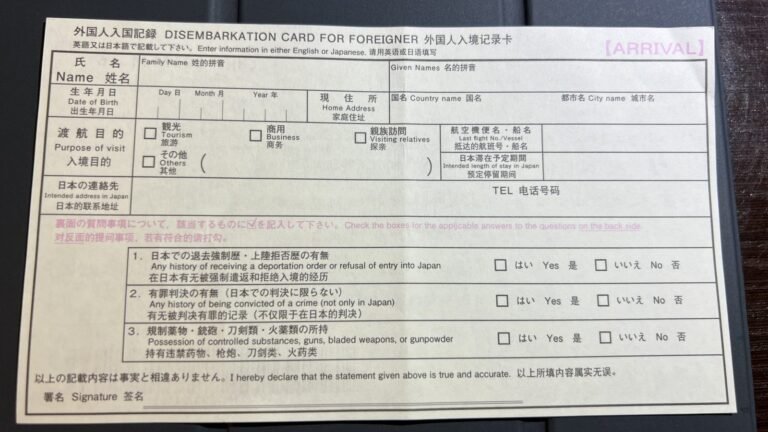 外国人入国記録 DISEMBARKATION CARD FOR FOREIGNER 外国人入境记录卡
英語又は日本語で記載して下さい。Enter information in either English or Japanese. 请用英语或日语填写
【ARRIVAL】
氏 名
Name 姓名
Family Name 姓的拼音
Given Names 名的拼音
生年月日
Date of Birth
出生年月日
Day 日 Month 月 Year 年
現住所
Home Address
家庭住址
国名 Country name 国名
都市名 City name 城市名
渡航目的
Purpose of visit
入境目的
観光
Tourism
旅游
商用
Business
商务
親族訪問
Visiting relatives
探亲
その他
Others
其他
( )
航空機便名・船名
Last flight No./Vessel
抵达的航班号・船名
日本滞在予定期間
Intended length of stay in Japan
预定停留期间
日本の連絡先
Intended address in Japan
日本的联系地址
TEL 电话号码
裏面の質問事項について、該当するものに☑を記入して下さい。Check the boxes for the applicable answers to the questions on the back side.
对反面的提问事项，若有符合的请打勾。
1. 日本での退去強制歴・上陸拒否歴の有無
Any history of receiving a deportation order or refusal of entry into Japan
在日本有无被强制遣返和拒绝入境的经历
□ はい Yes 是 □ いいえ No 否
2. 有罪判決の有無（日本での判決に限らない）
Any history of being convicted of a crime (not only in Japan)
有无被判决有罪的记录（不仅限于在日本的判决）
□ はい Yes 是 □ いいえ No 否
3. 規制薬物・銃砲・刀剣類・火薬類の所持
Possession of controlled substances, guns, bladed weapons, or gunpowder
持有违禁药物、枪炮、刀剑类、火药类
□ はい Yes 是 □ いいえ No 否
以上の記載内容は事実と相違ありません。I hereby declare that the statement given above is true and accurate. 以上所填内容属实无误。
署名 Signature 签名